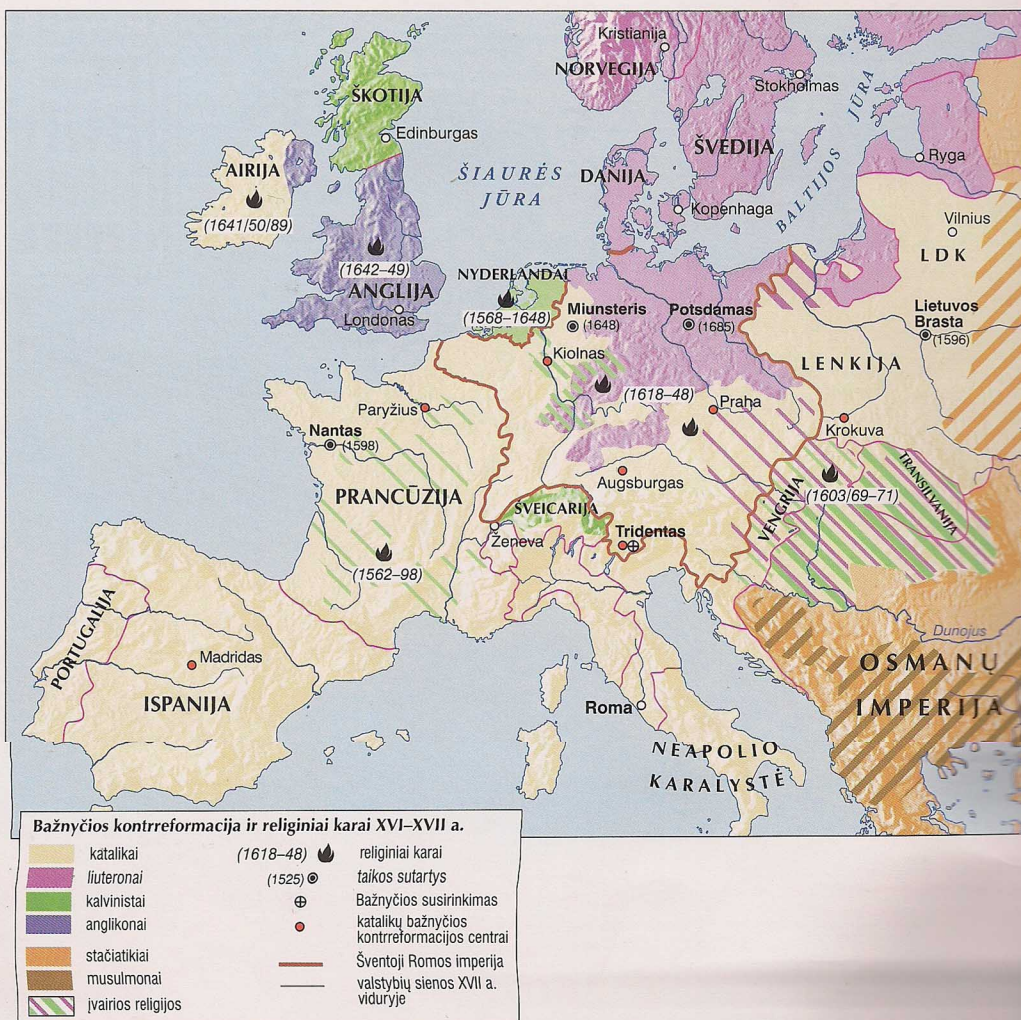 Kristianija
NORVEGIJA
Stokholmas
ŠKOTIJA
Edinburgas
ŠVEDIJA
BALTIJOS JŪRA
Ryga
AIRIJA
(1641/50/89)
ŠIAURĖS
JŪRA
DANIJA
Kopenhaga
Vilnius
LDK
(1642–49)
ANGLIJA
Londonas
NYDERLANDAI
(1568–1648)
Miunsteris
(1648)
Potsdamas
(1685)
Lietuvos
Brasta
(1596)
Kiolnas
LENKIJA
(1618–48)
Paryžius
Praha
Krokuva
Nantas
(1598)
Augsburgas
TRANSILVANIJA
VENGRIJA
(1603/69–71)
PRANCŪZIJA
ŠVEICARIJA
Ženeva
Tridentas
(1562–98)
PORTUGALIJA
Madridas
ISPANIJA
Roma
Dunojus
OSMANŲ
IMPERIJA
NEAPOLIO
KARALYSTĖ
Bažnyčios kontrreformacija ir religiniai karai XVI–XVII a.
katalikai
liuteronai
kalvinistai
anglikonai
stačiatikiai
musulmonai
įvairios religijos
(1618–48) religiniai karai
(1525) taikos sutartys
Bažnyčios susirinkimas
katalikų bažnyčios
kontrreformacijos centrai
Šventoji Romos imperija
valstybių sienos XVII a.
viduryje